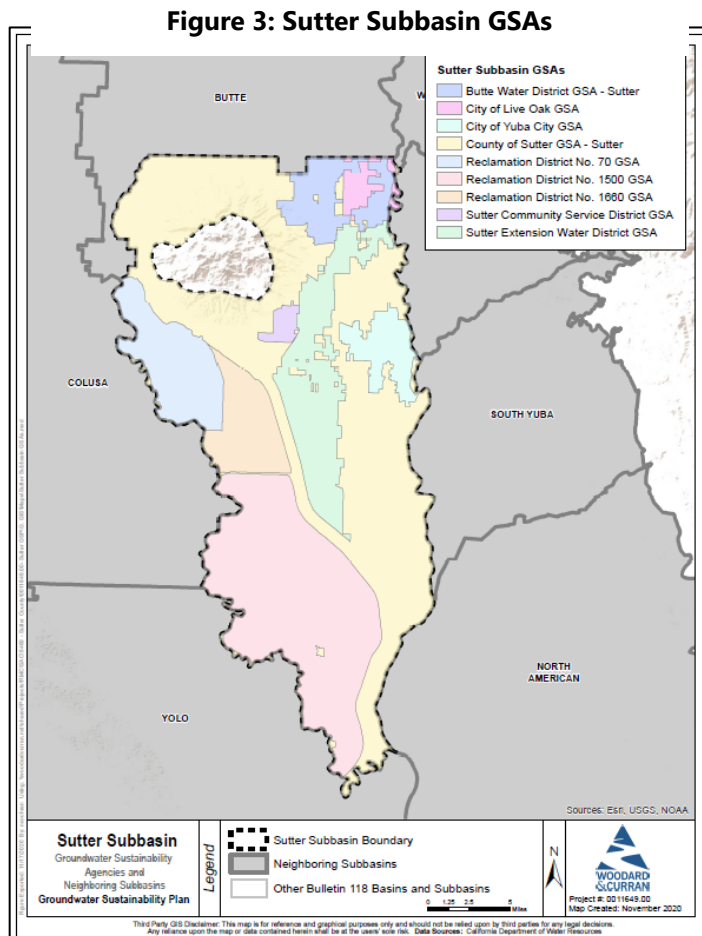 Figure 3: Sutter Subbasin GSAs
Sutter Subbasin GSAs
Butte Water District GSA - Sutter
City of Live Oak GSA
City of Yuba City GSA
County of Sutter GSA - Sutter
Reclamation District No. 70 GSA
Reclamation District No. 1500 GSA
Reclamation District No. 1660 GSA
Sutter Community Service District GSA
Sutter Extension Water District GSA
BUTTE
W
COLUSA
SOUTH YUBA
NORTH
AMERICAN
YOLO
Sources: Esri, USGS, NOAA
Sutter Subbasin
Groundwater Sustainability
Agencies and
Neighboring Subbasins
Groundwater Sustainability Plan
Legend
Sutter Subbasin Boundary
Neighboring Subbasins
Other Bulletin 118 Basins and Subbasins
N
0 1.25 2.5 5
Miles
WOODARD
&CURRAN
Project #: 0011649.00
Map Created: November 2020
Third Party GIS Disclaimer: This map is for reference and graphical purposes only and should not be relied upon by third parties for any legal decisions.
Any reliance upon the map or data contained herein shall be at the users' sole risk. Data Sources: California Department of Water Resources